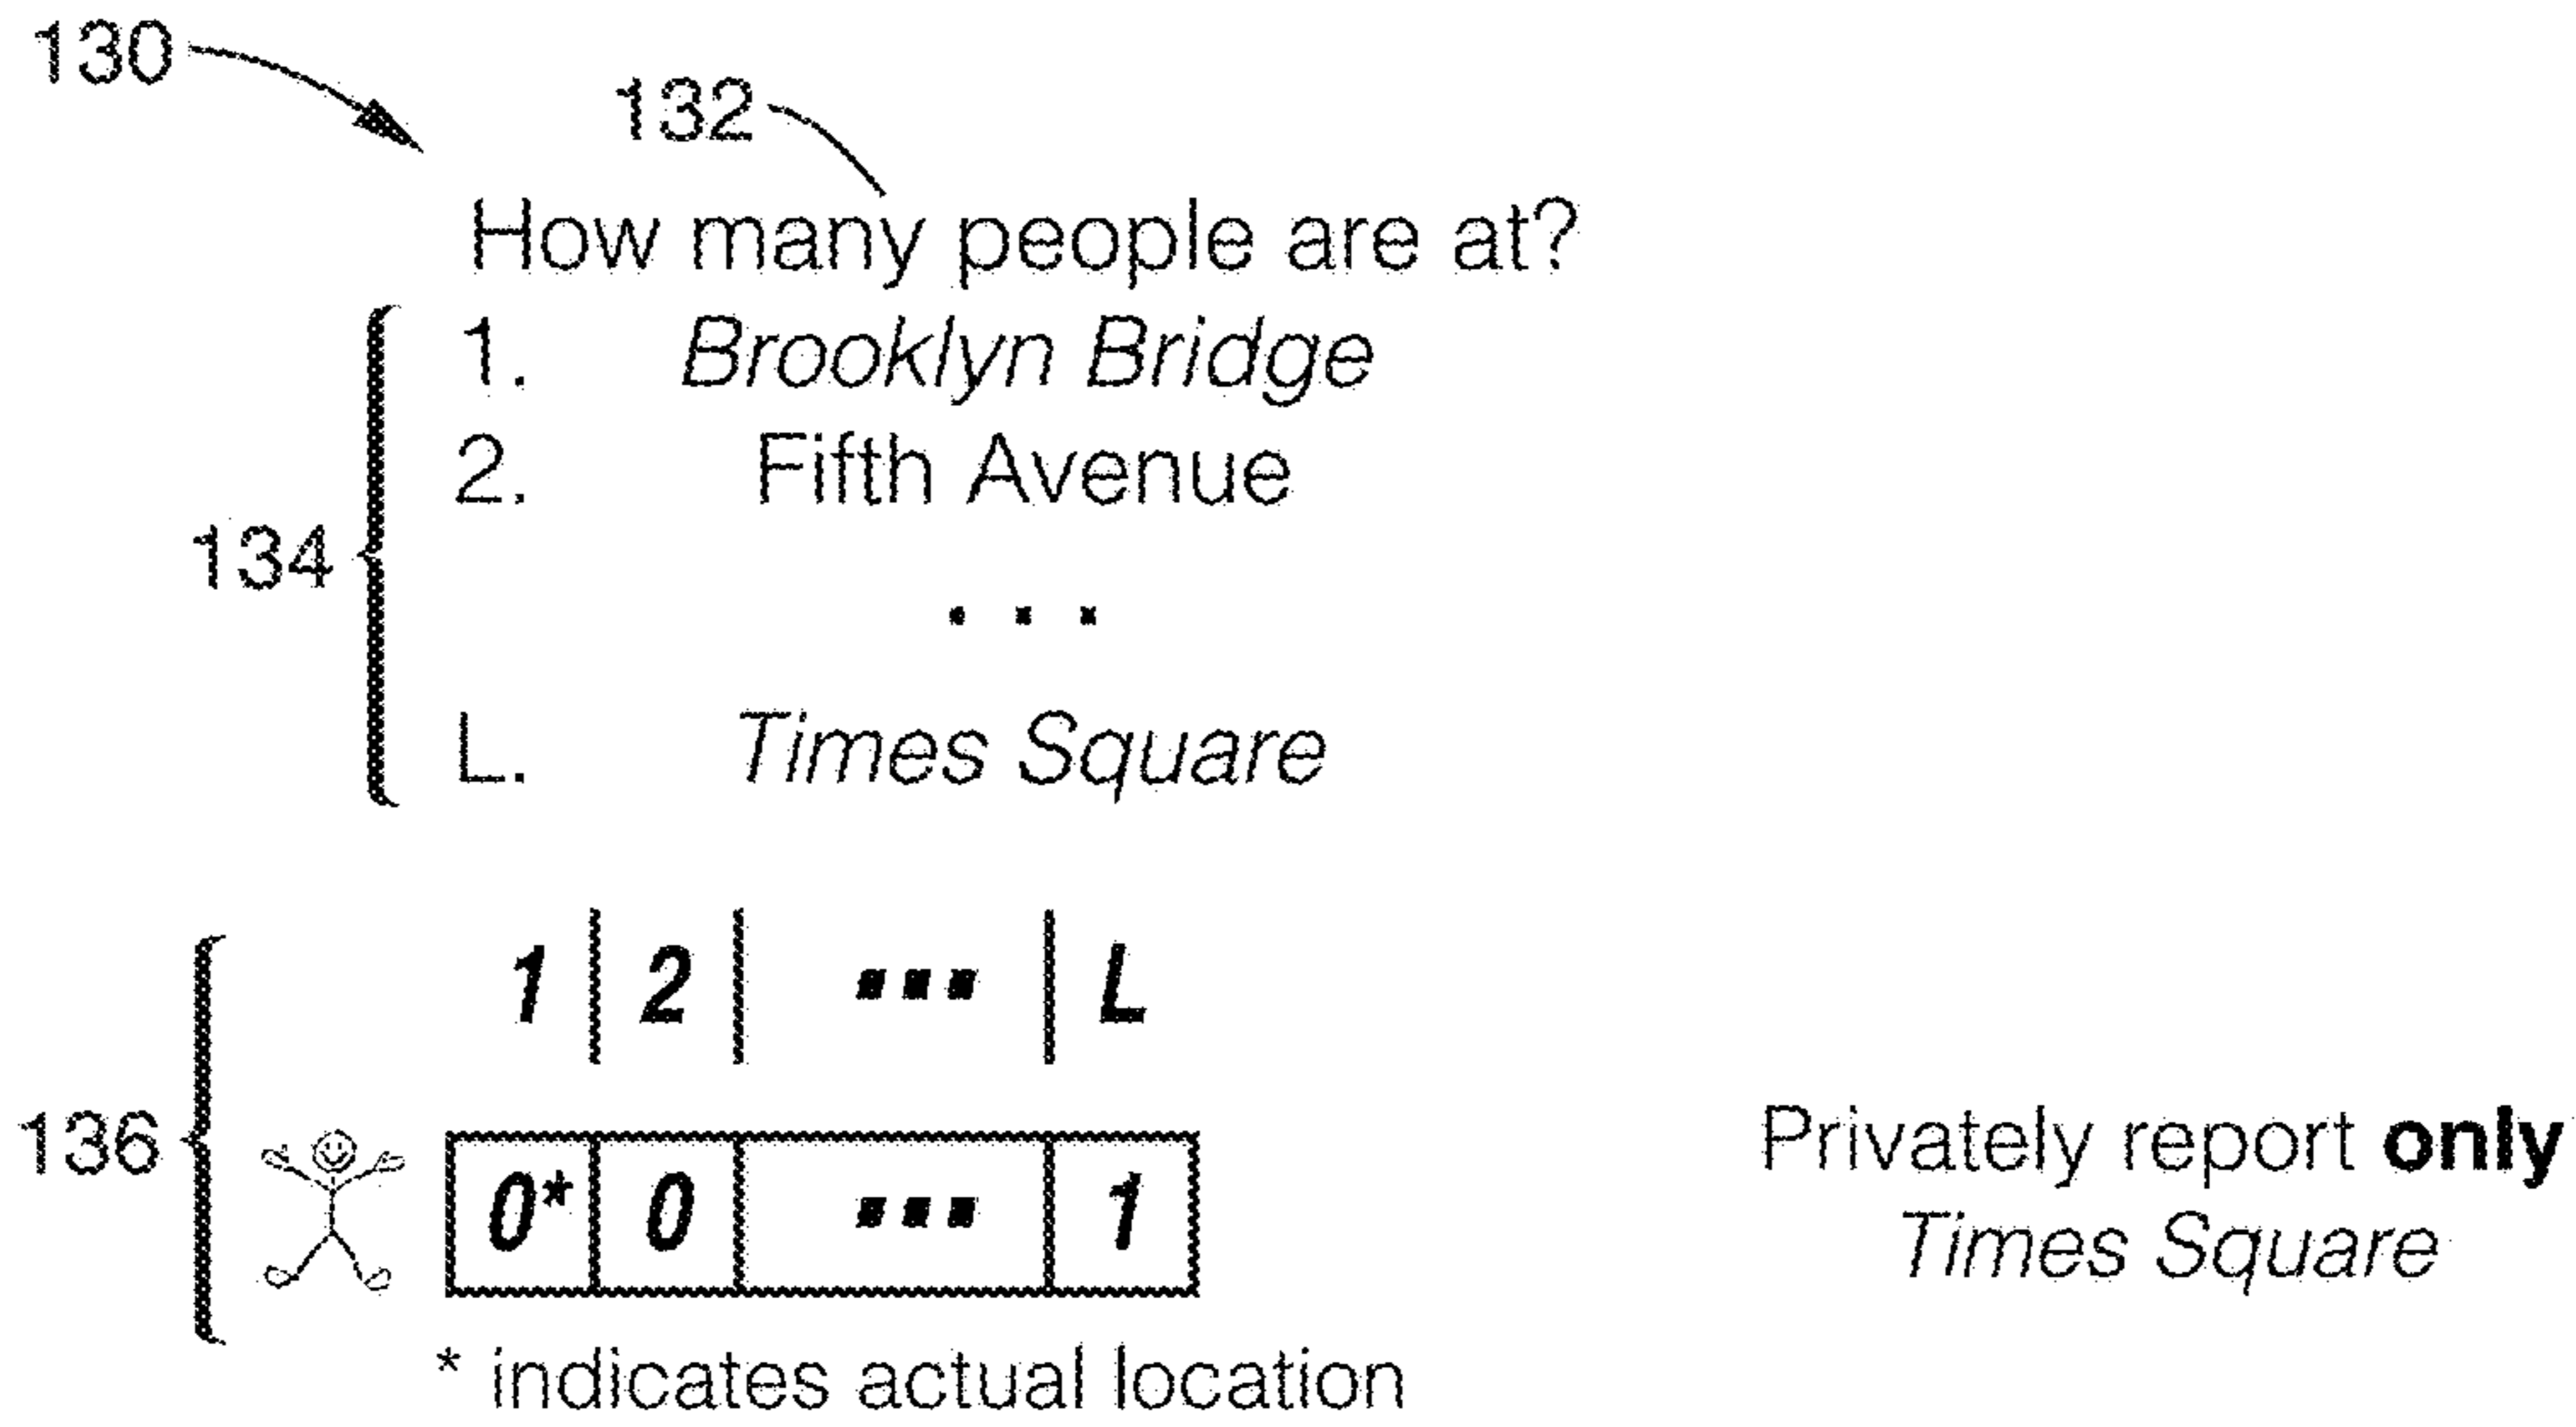 130
132
How many people are at?
134
1. Brooklyn Bridge
2. Fifth Avenue
...
L. Times Square
136
1 2 ... L
0* 0 ... 1
Privately report only
Times Square
* indicates actual location